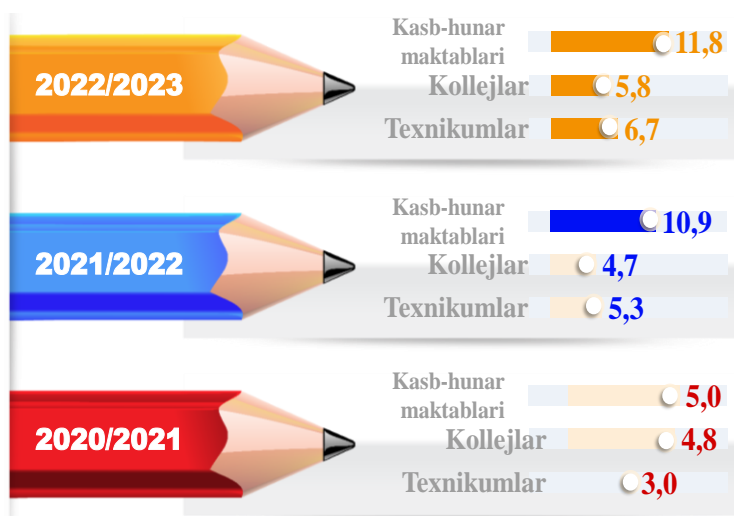 2022/2023
Kasb-hunar
maktablari
11,8
Kollejlar
5,8
Texnikumlar
6,7
2021/2022
Kasb-hunar
maktablari
10,9
Kollejlar
4,7
Texnikumlar
5,3
2020/2021
Kasb-hunar
maktablari
5,0
Kollejlar
4,8
Texnikumlar
3,0